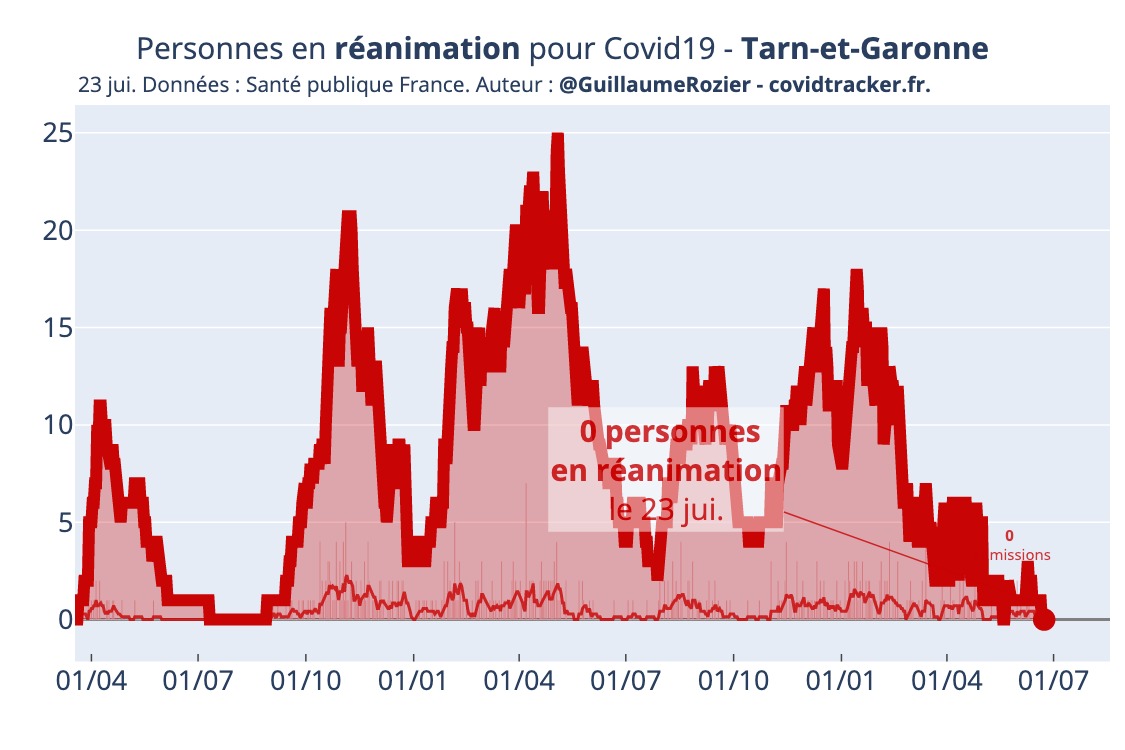 Personnes en réanimation pour Covid19 - Tarn-et-Garonne
23 jui. Données : Santé publique France. Auteur : @GuillaumeRozier - covidtracker.fr.
25
20
15
10
5
0
0 personnes
en réanimation
le 23 jui.
0
missions
01/04 01/07 01/10 01/01 01/04 01/07 01/10 01/01 01/04 01/07